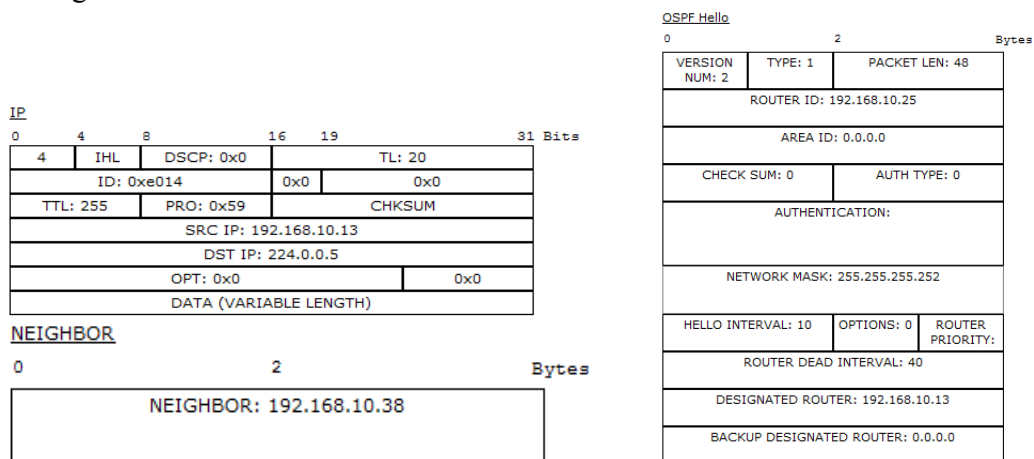 IP
0 4 8 16 19 31 Bits
4 IHL DSCP: 0x0 TL: 20
ID: 0xe014 0x0 0x0
TTL: 255 PRO: 0x59 CHKSUM
SRC IP: 192.168.10.13
DST IP: 224.0.0.5
OPT: 0x0 0x0
DATA (VARIABLE LENGTH)
NEIGHBOR
0 2 Bytes
NEIGHBOR: 192.168.10.38
OSPF Hello
0 2 Bytes
VERSION NUM: 2 TYPE: 1 PACKET LEN: 48
ROUTER ID: 192.168.10.25
AREA ID: 0.0.0.0
CHECK SUM: 0 AUTH TYPE: 0
AUTHENTICATION:
NETWORK MASK: 255.255.255.252
HELLO INTERVAL: 10 OPTIONS: 0 ROUTER PRIORITY:
ROUTER DEAD INTERVAL: 40
DESIGNATED ROUTER: 192.168.10.13
BACKUP DESIGNATED ROUTER: 0.0.0.0